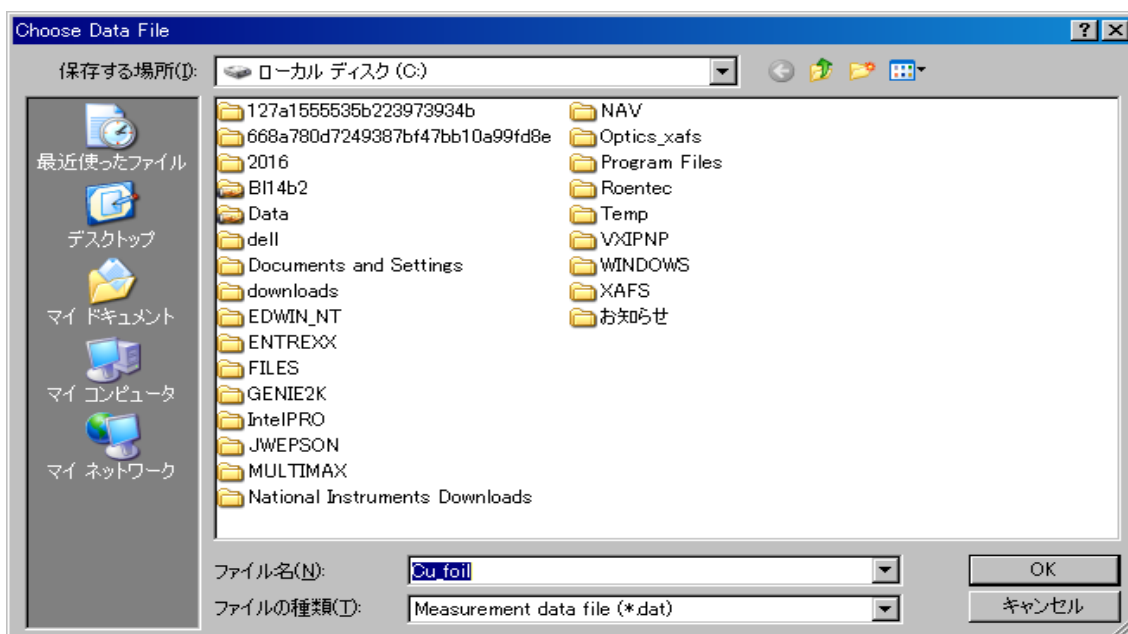 Choose Data File
保存する場所(I): ローカル ディスク (C:)
最近使ったファイル
デスクトップ
マイ ドキュメント
マイ コンピュータ
マイ ネットワーク
127a1555535b223973934b
668a780d7249387bf47bb10a99fd8e
2016
Bl14b2
Data
dell
Documents and Settings
downloads
EDWIN_NT
ENTREXX
FILES
GENIE2K
IntelPRO
JWEPSON
MULTIMAX
National Instruments Downloads
NAV
Optics_xafs
Program Files
Roentec
Temp
VXIPNP
WINDOWS
XAFS
お知らせ
ファイル名(N): Cu_foil OK
ファイルの種類(T): Measurement data file (*.dat) キャンセル